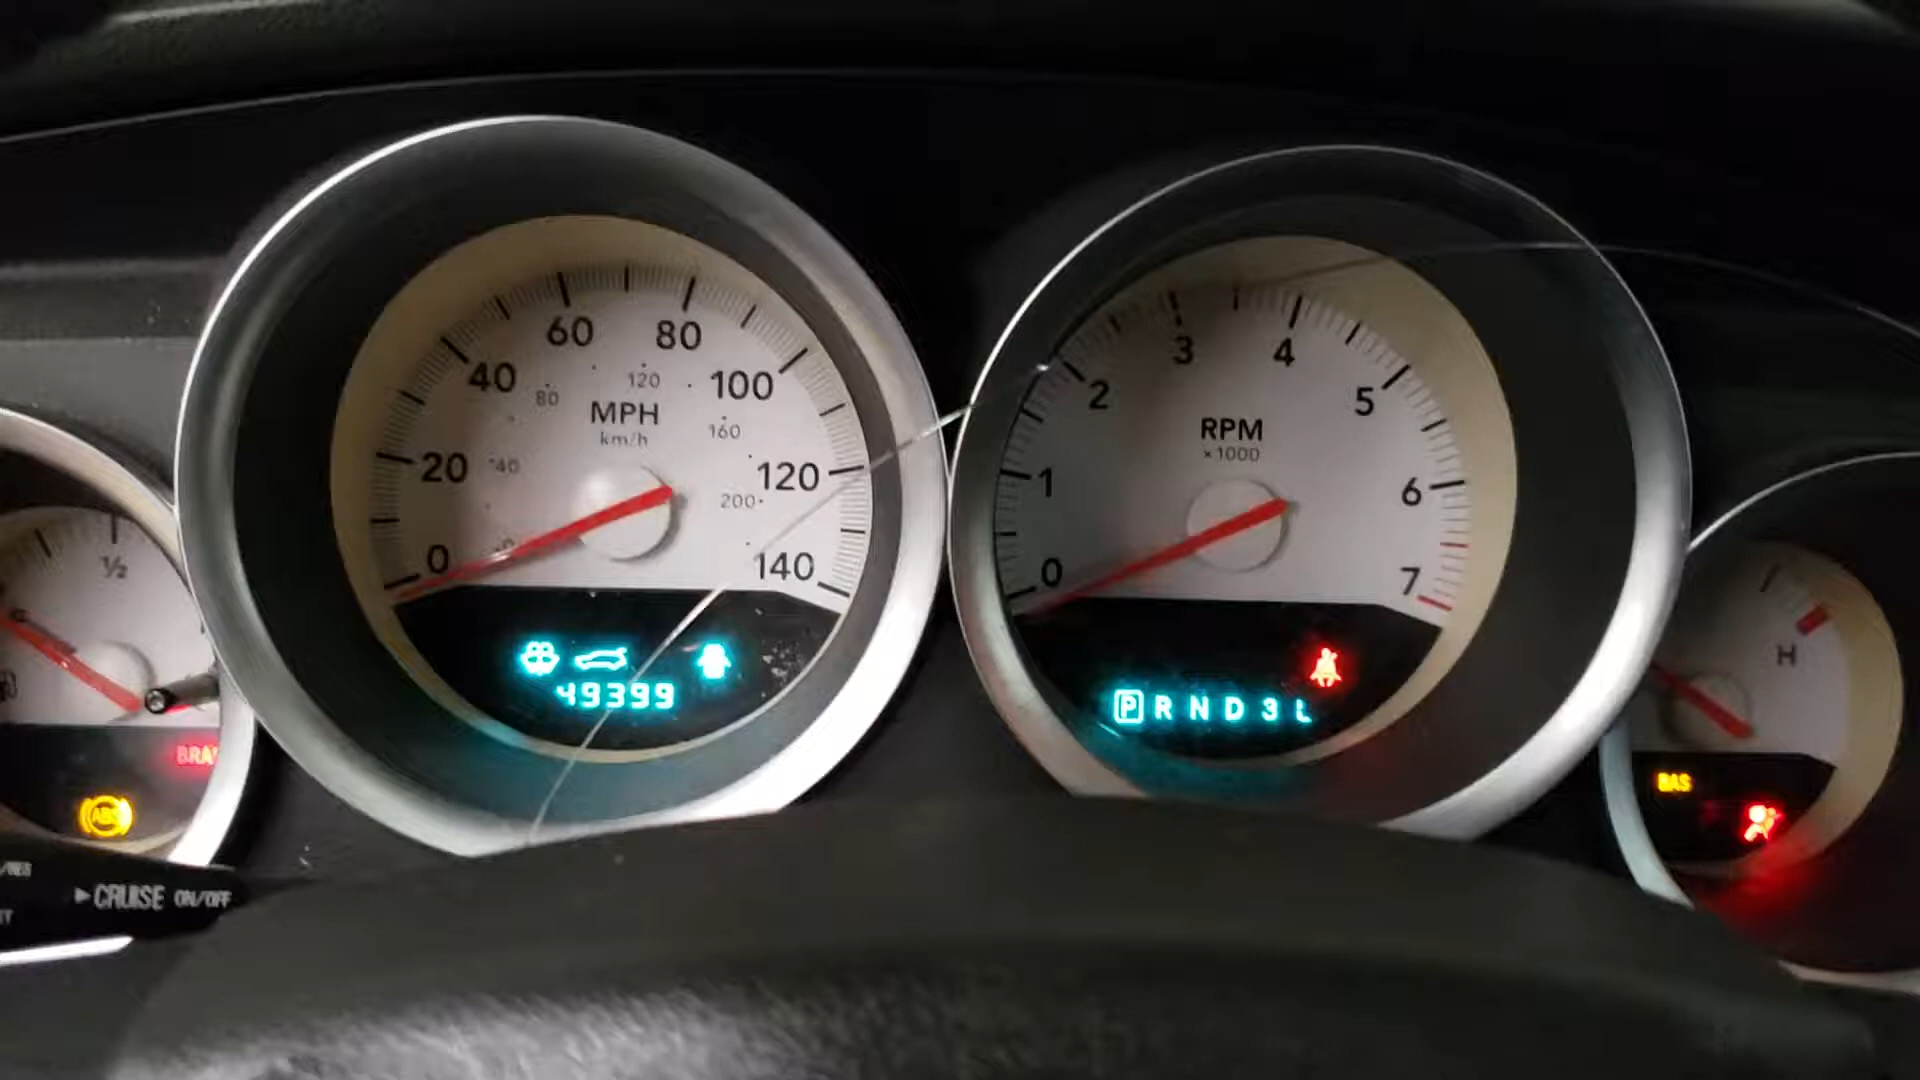 60 80
40 100
120
80
MPH
km/h
160
20 40
120
200
0
140
49399
3 4
2 5
RPM
×1000
1 6
0 7
P R N D 3 L
½
BRA
ABS
H
BAS
►CRUISE ON/OFF